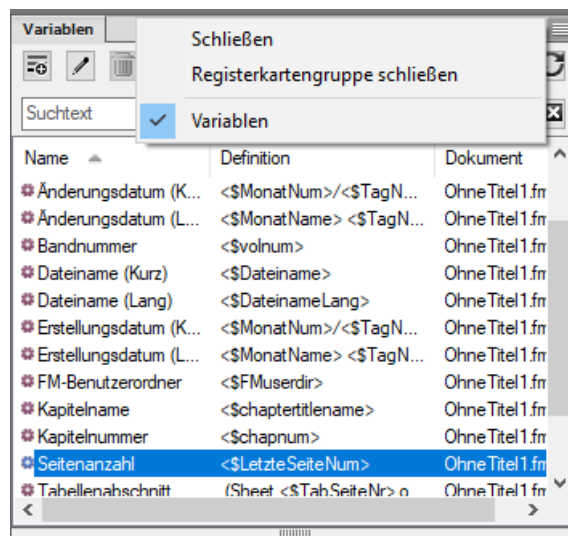 Variablen
Schließen
Registerkartengruppe schließen
Variablen
Suchtext
Name Definition Dokument
Änderungsdatum (K... <$MonatNum>/<$TagN... OhneTitel1.fm
Änderungsdatum (L... <$MonatName> <$TagN... OhneTitel1.fm
Bandnummer <$volnum> OhneTitel1.fm
Dateiname (Kurz) <$Dateiname> OhneTitel1.fm
Dateiname (Lang) <$DateinameLang> OhneTitel1.fm
Erstellungsdatum (K... <$MonatNum>/<$TagN... OhneTitel1.fm
Erstellungsdatum (L... <$MonatName> <$TagN... OhneTitel1.fm
FM-Benutzerordner <$FMuserdir> OhneTitel1.fm
Kapitelname <$chaptertitlename> OhneTitel1.fm
Kapitelnummer <$chapnum> OhneTitel1.fm
Seitenanzahl <$LetzteSeiteNum> OhneTitel1.fm
Tabellenabschnitt (Sheet <$TabSeiteNr> o OhneTitel1.fm